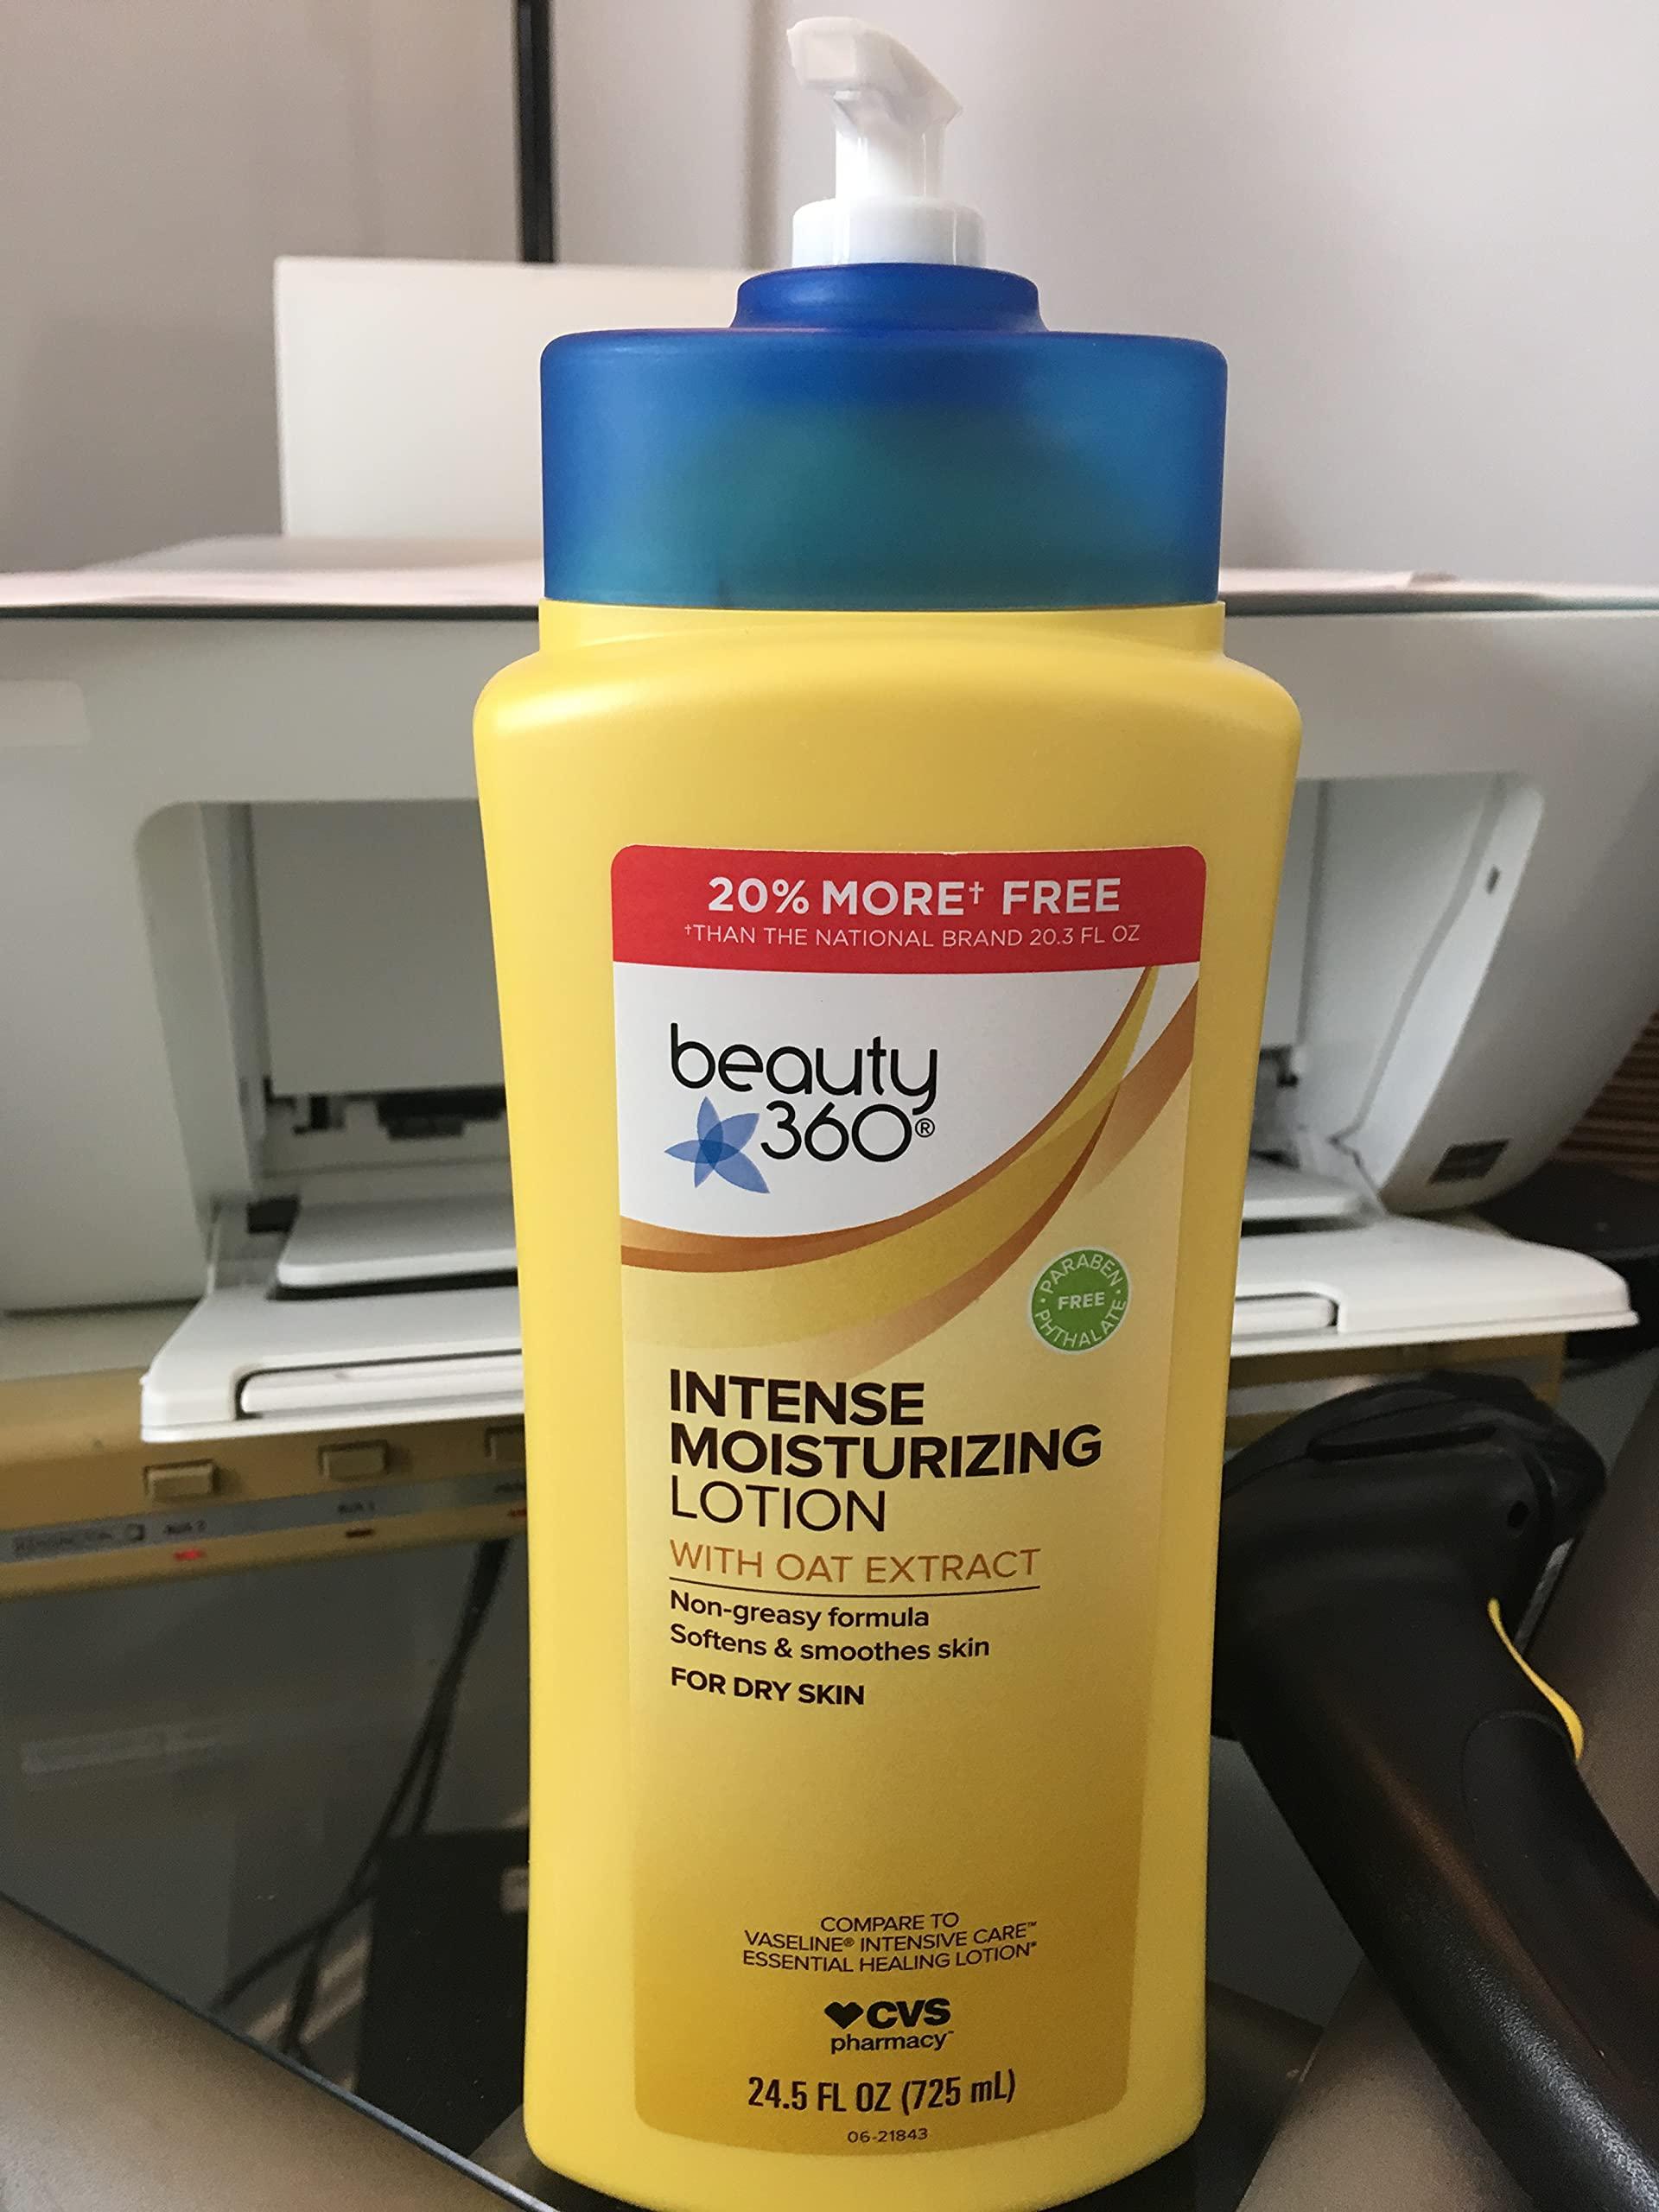 20% MORE† FREE
†THAN THE NATIONAL BRAND 20.3 FL OZ
beauty
360®
PARABEN
FREE
PHTHALATE
INTENSE
MOISTURIZING
LOTION
WITH OAT EXTRACT
Non-greasy formula
Softens & smoothes skin
FOR DRY SKIN
COMPARE TO
VASELINE® INTENSIVE CARE™
ESSENTIAL HEALING LOTION*
CVS
pharmacy™
24.5 FL OZ (725 mL)
06-21843